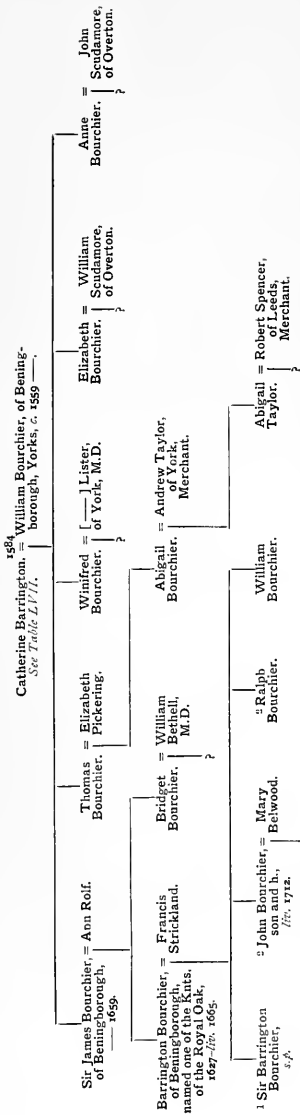 1584
Catherine Barrington, = William Bourchier, of Bening-
See Table LVII.
borough, Yorks, c. 1559 —.
Sir James Bourchier, = Ann Rolf.
of Beningborough,
— 1659.
Thomas = Elizabeth
Bourchier. Pickering.
Winifred = [—] Lister,
Bourchier. of York, M.D.
?
Elizabeth = William
Bourchier. Scudamore,
of Overton.
?
Anne = John
Bourchier. Scudamore,
of Overton.
?
Barrington Bourchier, = Francis
of Beningborough, Strickland.
named one of the Knts.
of the Royal Oak,
1627–liv. 1665.
Bridget = William
Bourchier. Bethell,
M.D.
?
Abigail = Andrew Taylor,
Bourchier. of York,
Merchant.
1 Sir Barrington
Bourchier,
s.p.
2 John Bourchier, = Mary
son and h., Belwood.
liv. 1712.
2 Ralph
Bourchier.
William
Bourchier.
Abigail = Robert Spencer,
Taylor. of Leeds,
Merchant.
?